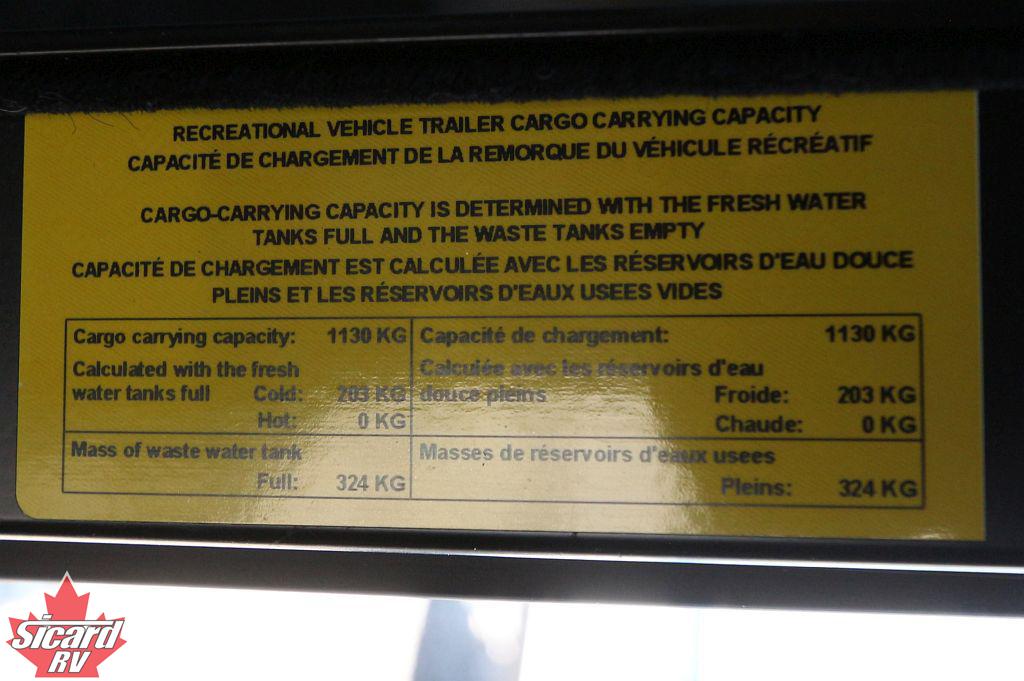 RECREATIONAL VEHICLE TRAILER CARGO CARRYING CAPACITY
CAPACITÉ DE CHARGEMENT DE LA REMORQUE DU VÉHICULE RÉCRÉATIF
CARGO-CARRYING CAPACITY IS DETERMINED WITH THE FRESH WATER
TANKS FULL AND THE WASTE TANKS EMPTY
CAPACITÉ DE CHARGEMENT EST CALCULÉE AVEC LES RÉSERVOIRS D'EAU DOUCE
PLEINS ET LES RÉSERVOIRS D'EAUX USEES VIDES
Cargo carrying capacity: 1130 KG
Calculated with the fresh
water tanks full Cold: 203 KG
Hot: 0 KG
Mass of waste water tank
Full: 324 KG
Capacité de chargement: 1130 KG
Calculée avec les réservoirs d'eau
douce pleins Froide: 203 KG
Chaude: 0 KG
Masses de réservoirs d'eaux usees
Pleins: 324 KG
Sicard
RV